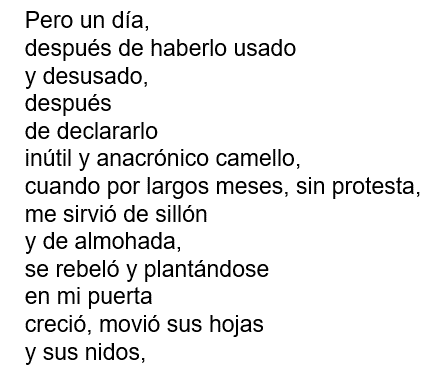 Pero un día,
después de haberlo usado
y desusado,
después
de declararlo
inútil y anacrónico camello,
cuando por largos meses, sin protesta,
me sirvió de sillón
y de almohada,
se rebeló y plantándose
en mi puerta
creció, movió sus hojas
y sus nidos,